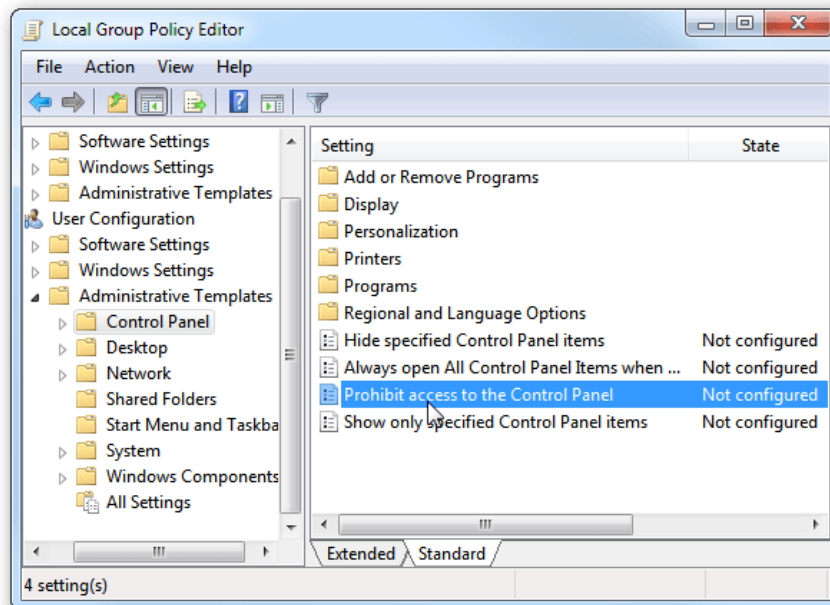 Local Group Policy Editor
File Action View Help
Software Settings
Windows Settings
Administrative Templates
User Configuration
Software Settings
Windows Settings
Administrative Templates
Control Panel
Desktop
Network
Shared Folders
Start Menu and Taskba
System
Windows Components
All Settings
Setting State
Add or Remove Programs
Display
Personalization
Printers
Programs
Regional and Language Options
Hide specified Control Panel items Not configured
Always open All Control Panel Items when ... Not configured
Prohibit access to the Control Panel Not configured
Show only specified Control Panel items Not configured
Extended Standard
4 setting(s)